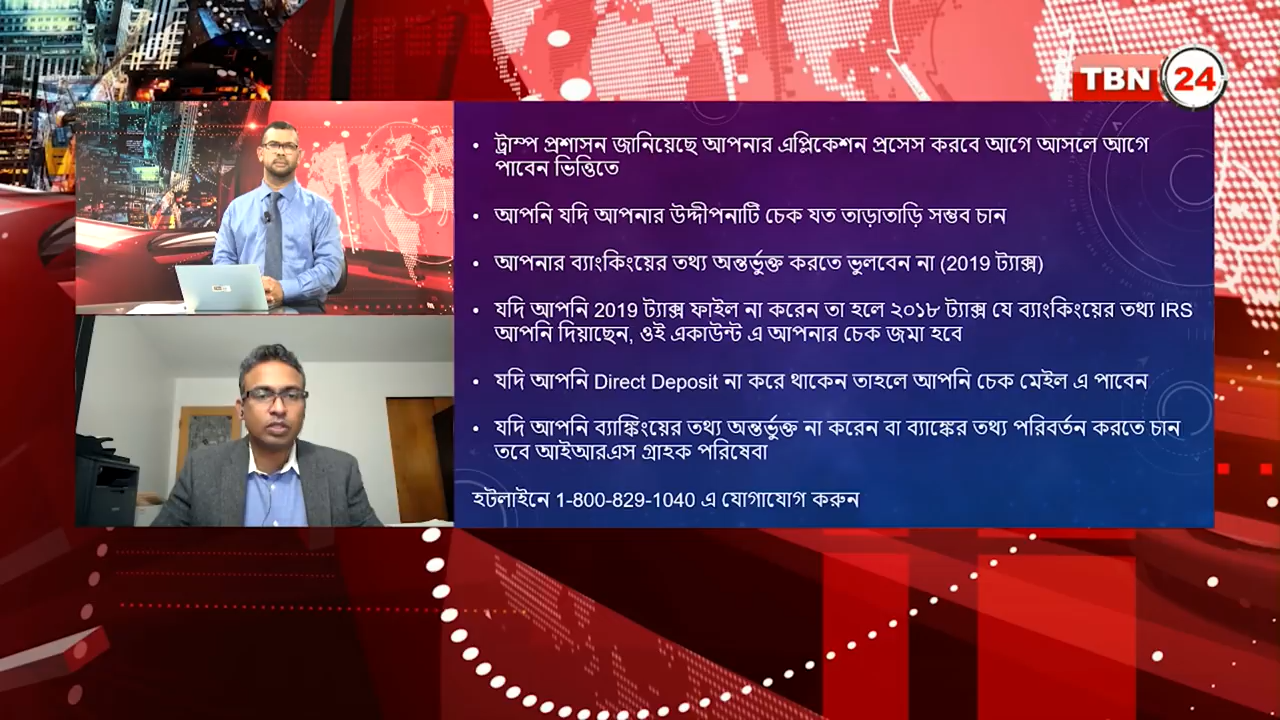 TBN 24
• ট্রাম্প প্রশাসন জানিয়েছে আপনার এপ্লিকেশন প্রসেস করবে আগে আসলে আগে
পাবেন ভিত্তিতে
• আপনি যদি আপনার উদ্দীপনাটি চেক যত তাড়াতাড়ি সম্ভব চান
• আপনার ব্যাংকিংয়ের তথ্য অন্তর্ভুক্ত করতে ভুলবেন না (2019 ট্যাক্স)
• যদি আপনি 2019 ট্যাক্স ফাইল না করেন তা হলে ২০১৮ ট্যাক্স যে ব্যাংকিংয়ের তথ্য IRS
আপনি দিয়াছেন, ওই একাউন্ট এ আপনার চেক জমা হবে
• যদি আপনি Direct Deposit না করে থাকেন তাহলে আপনি চেক মেইল এ পাবেন
• যদি আপনি ব্যাঙ্কিংয়ের তথ্য অন্তর্ভুক্ত না করেন বা ব্যাঙ্কের তথ্য পরিবর্তন করতে চান
তবে আইআরএস গ্রাহক পরিষেবা
হটলাইনে 1-800-829-1040 এ যোগাযোগ করুন